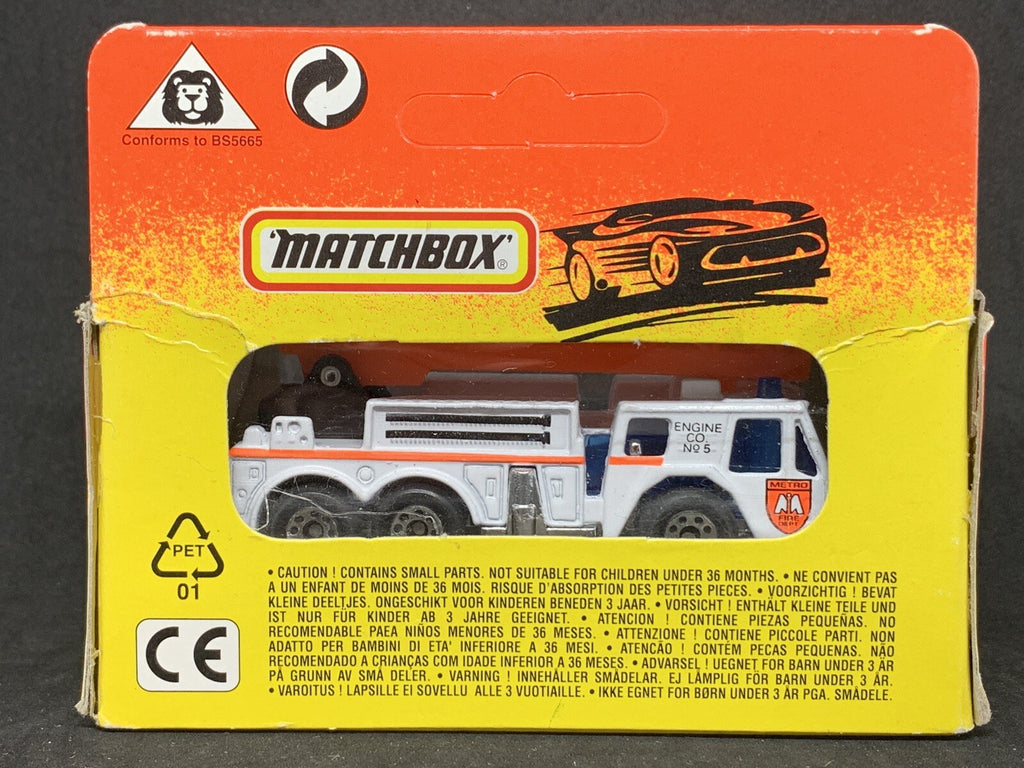 Conforms to BS5665
'MATCHBOX'®
ENGINE
CO.
Nº 5
METRO
FIRE
DEPT
PET
01
CE
• CAUTION ! CONTAINS SMALL PARTS. NOT SUITABLE FOR CHILDREN UNDER 36 MONTHS. • NE CONVIENT PAS
A UN ENFANT DE MOINS DE 36 MOIS. RISQUE D'ABSORPTION DES PETITES PIECES. • VOORZICHTIG ! BEVAT
KLEINE DEELTJES. ONGESCHIKT VOOR KINDEREN BENEDEN 3 JAAR. • VORSICHT ! ENTHÄLT KLEINE TEILE UND
IST NUR FÜR KINDER AB 3 JAHRE GEEIGNET. • ATENCION ! CONTIENE PIEZAS PEQUEÑAS. NO
RECOMENDABLE PAEA NIÑOS MENORES DE 36 MESES. • ATTENZIONE ! CONTIENE PICCOLE PARTI. NON
ADATTO PER BAMBINI DI ETA' INFERIORE A 36 MESI. • ATENCÃO ! CONTÉM PECAS PEQUENAS. NÃO
RECOMENDADO A CRIANÇAS COM IDADE INFERIOR A 36 MESES. • ADVARSEL ! UEGNET FOR BARN UNDER 3 ÅR
PÅ GRUNN AV SMÅ DELER. • VARNING ! INNEHÅLLER SMÅDELAR. EJ LÄMPLIG FÖR BARN UNDER 3 ÅR.
• VAROITUS ! LAPSILLE EI SOVELLU ALLE 3 VUOTIAILLE. • IKKE EGNET FOR BØRN UNDER 3 ÅR PGA. SMÅDELE.